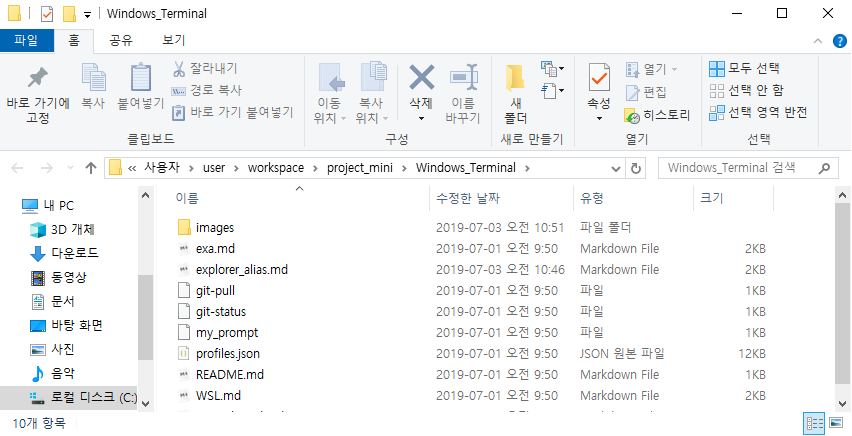 Windows_Terminal
파일 홈 공유 보기
바로 가기에 고정
복사
붙여넣기
잘라내기
경로 복사
바로 가기 붙여넣기
클립보드
이동 위치
복사 위치
삭제
이름 바꾸기
구성
새 폴더
새로 만들기
속성
열기
편집
히스토리
열기
모두 선택
선택 안 함
선택 영역 반전
선택
« 사용자 > user > workspace > project_mini > Windows_Terminal >
Windows_Terminal 검색
내 PC
3D 개체
다운로드
동영상
문서
바탕 화면
사진
음악
로컬 디스크 (C:)
이름 수정한 날짜 유형 크기
images 2019-07-03 오전 10:51 파일 폴더
exa.md 2019-07-01 오전 9:50 Markdown File 2KB
explorer_alias.md 2019-07-03 오전 10:46 Markdown File 2KB
git-pull 2019-07-01 오전 9:50 파일 1KB
git-status 2019-07-01 오전 9:50 파일 1KB
my_prompt 2019-07-01 오전 9:50 파일 1KB
profiles.json 2019-07-01 오전 9:50 JSON 원본 파일 12KB
README.md 2019-07-01 오전 9:50 Markdown File 1KB
WSL.md 2019-07-01 오전 9:50 Markdown File 2KB
10개 항목